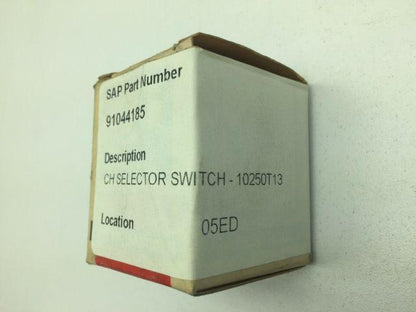 SAP Part Number
91044185
Description
CH SELECTOR SWITCH - 10250T13
Location 05ED